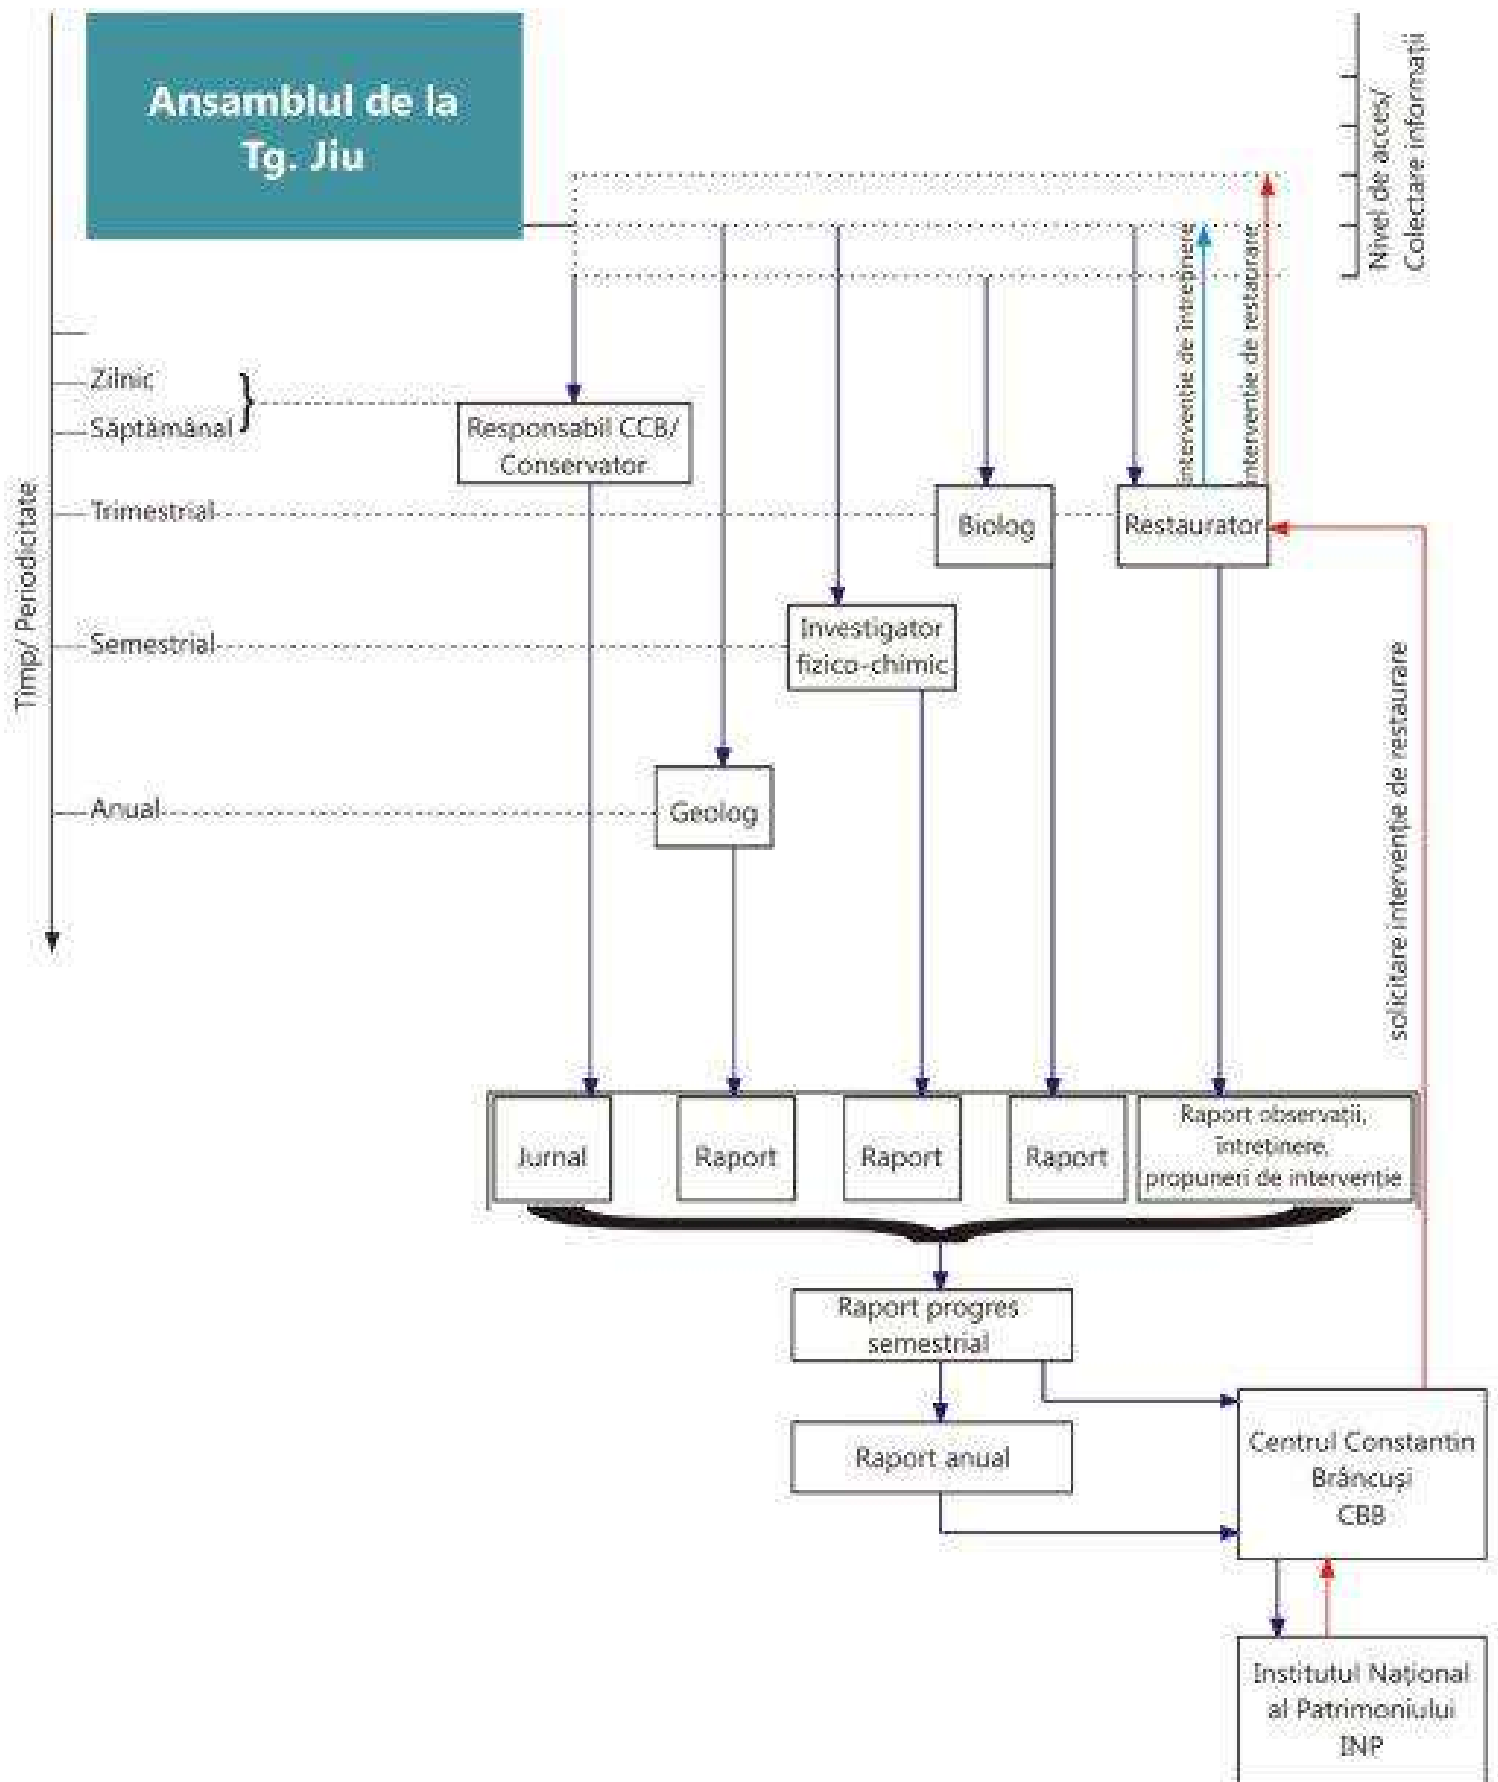 Ansamblul de la
Tg. Jiu
Nivel de acces/
Colectare informații
intervenție de întreținere
intervenție de restaurare
Timp/ Periodicitate
Zilnic
Săptămânal
Responsabil CCB/
Conservator
Trimestrial
Biolog
Restaurator
Semestrial
Investigator
fizico-chimic
Anual
Geolog
solicitare intervenție de restaurare
Jurnal
Raport
Raport
Raport
Raport observații,
întreținere,
propuneri de intervenție
Raport progres
semestrial
Raport anual
Centrul Constantin
Brâncuși
CBB
Institutul Național
al Patrimoniului
INP